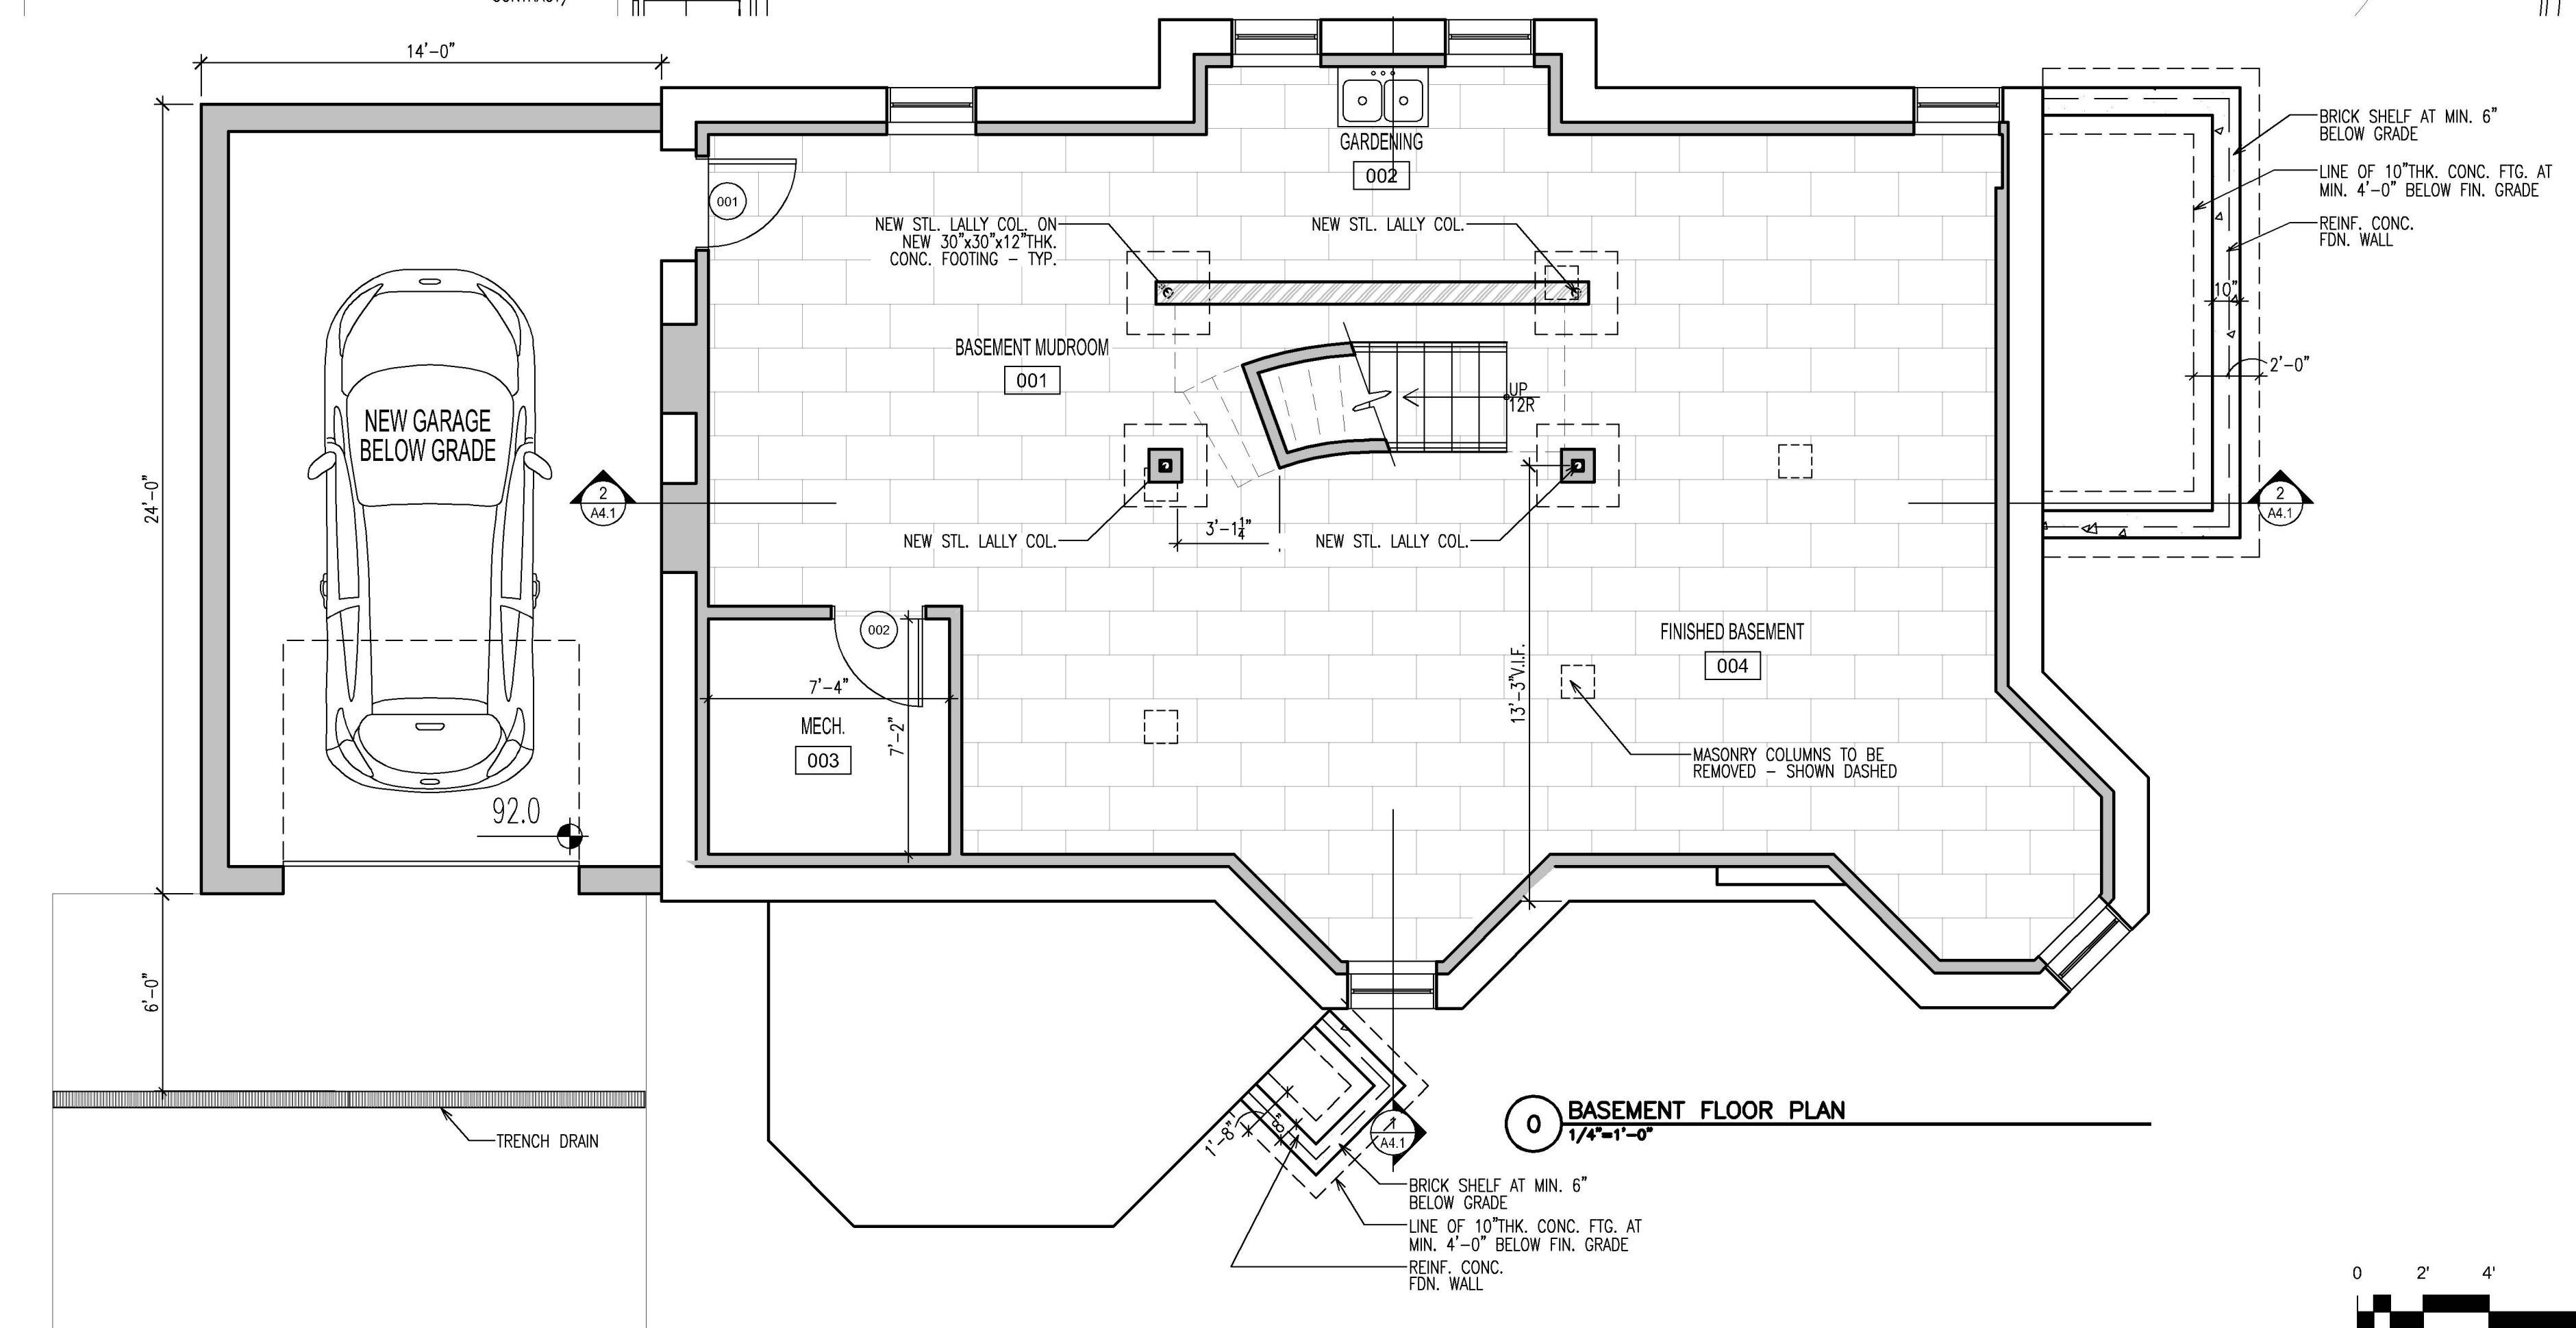 14'-0"
BRICK SHELF AT MIN. 6"
BELOW GRADE
GARDENING
002
LINE OF 10"THK. CONC. FTG. AT
MIN. 4'-0" BELOW FIN. GRADE
001
NEW STL. LALLY COL. ON
NEW 30"x30"x12"THK.
CONC. FOOTING - TYP.
NEW STL. LALLY COL.
REINF. CONC.
FDN. WALL
10"
BASEMENT MUDROOM
001
2'-0"
UP
12R
NEW GARAGE
BELOW GRADE
24'-0"
2
A4.1
2
A4.1
3'-1¼"
NEW STL. LALLY COL.
NEW STL. LALLY COL.
002
FINISHED BASEMENT
004
13'-3"V.I.F.
7'-4"
MECH.
003
7'-2"
MASONRY COLUMNS TO BE
REMOVED - SHOWN DASHED
92.0
6'-0"
TRENCH DRAIN
1'-8"
8"
1
A4.1
0
BASEMENT FLOOR PLAN
1/4"=1'-0"
BRICK SHELF AT MIN. 6"
BELOW GRADE
LINE OF 10"THK. CONC. FTG. AT
MIN. 4'-0" BELOW FIN. GRADE
REINF. CONC.
FDN. WALL
0 2' 4'